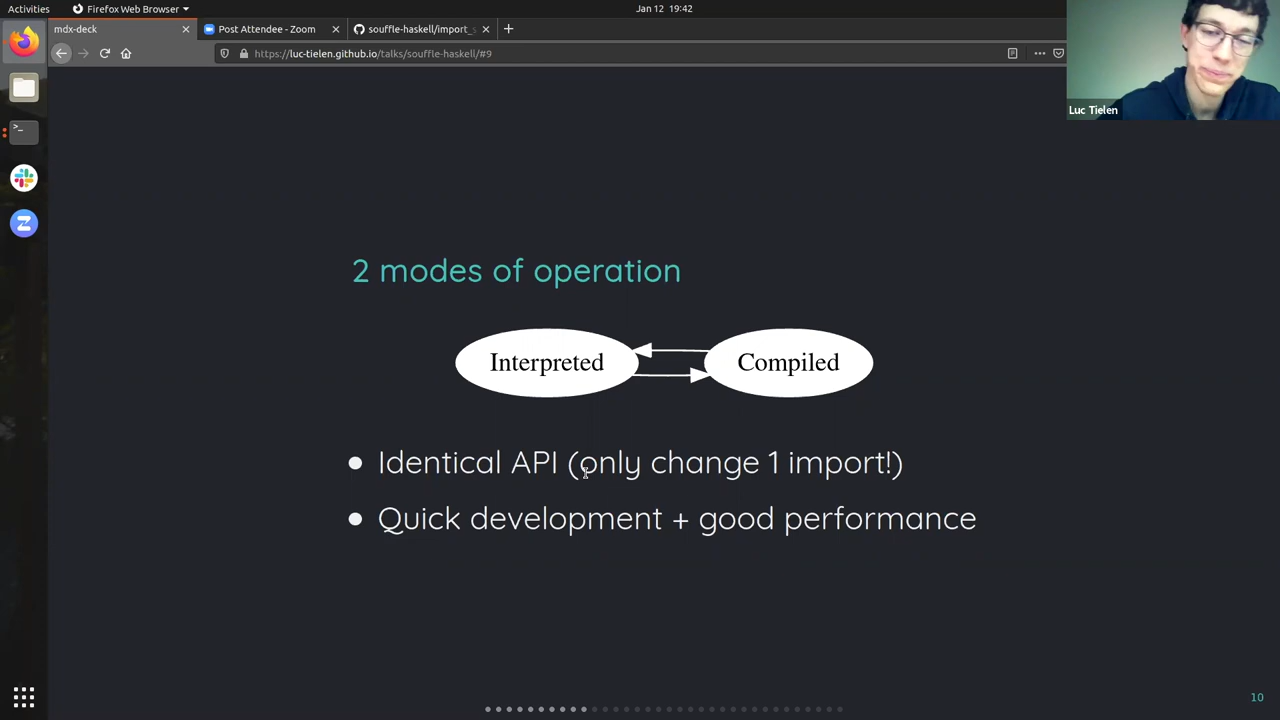 Activities
Firefox Web Browser
Jan 12 19:42
mdx-deck
Post Attendee - Zoom
souffle-haskell/import_s
https://luc-tielen.github.io/talks/souffle-haskell/#9
Luc Tielen
2 modes of operation
Interpreted
Compiled
Identical API (only change 1 import!)
Quick development + good performance
10